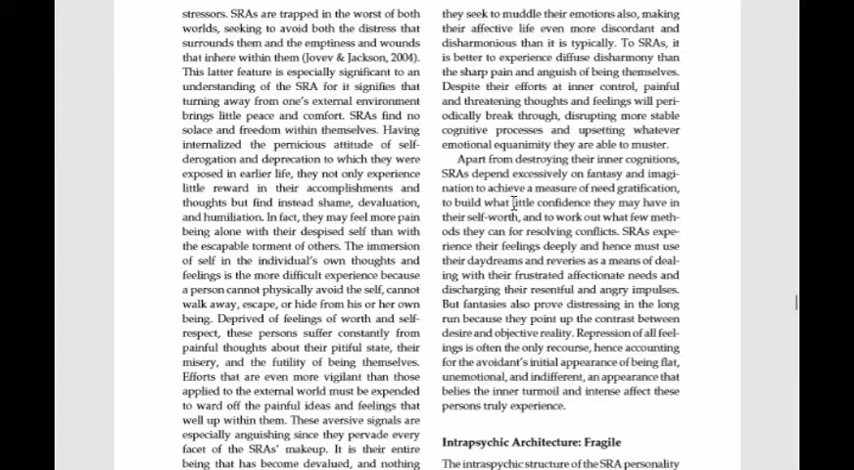 stressors. SRAs are trapped in the worst of both
worlds, seeking to avoid both the distress that
surrounds them and the emptiness and wounds
that inhere within them (Jovev & Jackson, 2004).
This latter feature is especially significant to an
understanding of the SRA for it signifies that
turning away from one's external environment
brings little peace and comfort. SRAs find no
solace and freedom within themselves. Having
internalized the pernicious attitude of self-
derogation and deprecation to which they were
exposed in earlier life, they not only experience
little reward in their accomplishments and
thoughts but find instead shame, devaluation,
and humiliation. In fact, they may feel more pain
being alone with their despised self than with
the escapable torment of others. The immersion
of self in the individual's own thoughts and
feelings is the more difficult experience because
a person cannot physically avoid the self, cannot
walk away, escape, or hide from his or her own
being. Deprived of feelings of worth and self-
respect, these persons suffer constantly from
painful thoughts about their pitiful state, their
misery, and the futility of being themselves.
Efforts that are even more vigilant than those
applied to the external world must be expended
to ward off the painful ideas and feelings that
well up within them. These aversive signals are
especially anguishing since they pervade every
facet of the SRAs' makeup. It is their entire
being that has become devalued, and nothing
they seek to muddle their emotions also, making
their affective life even more discordant and
disharmonious than it is typically. To SRAs, it
is better to experience diffuse disharmony than
the sharp pain and anguish of being themselves.
Despite their efforts at inner control, painful
and threatening thoughts and feelings will peri-
odically break through, disrupting more stable
cognitive processes and upsetting whatever
emotional equanimity they are able to muster.
Apart from destroying their inner cognitions,
SRAs depend excessively on fantasy and imagi-
nation to achieve a measure of need gratification,
to build what little confidence they may have in
their self-worth, and to work out what few meth-
ods they can for resolving conflicts. SRAs expe-
rience their feelings deeply and hence must use
their daydreams and reveries as a means of deal-
ing with their frustrated affectionate needs and
discharging their resentful and angry impulses.
But fantasies also prove distressing in the long
run because they point up the contrast between
desire and objective reality. Repression of all feel-
ings is often the only recourse, hence accounting
for the avoidant's initial appearance of being flat,
unemotional, and indifferent, an appearance that
belies the inner turmoil and intense affect these
persons truly experience.
Intrapsychic Architecture: Fragile
The intraspychic structure of the SRA personality